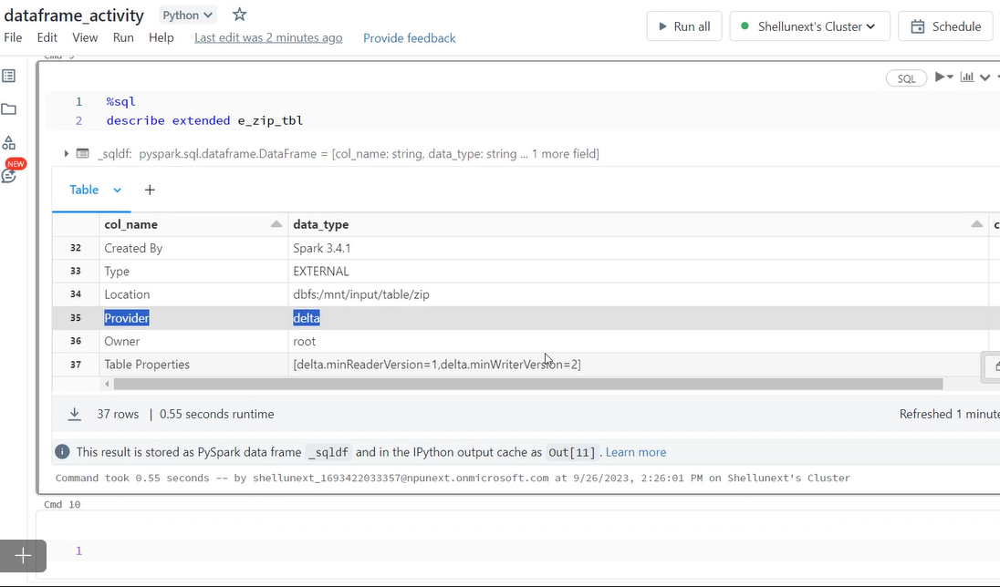 dataframe_activity Python
File Edit View Run Help Last edit was 2 minutes ago Provide feedback
Run all Shellunext's Cluster Schedule
NEW
SQL
1 %sql
2 describe extended e_zip_tbl
_sqldf: pyspark.sql.dataframe.DataFrame = [col_name: string, data_type: string ... 1 more field]
Table +
col_name data_type c
32 Created By Spark 3.4.1
33 Type EXTERNAL
34 Location dbfs:/mnt/input/table/zip
35 Provider delta
36 Owner root
37 Table Properties [delta.minReaderVersion=1,delta.minWriterVersion=2]
37 rows | 0.55 seconds runtime Refreshed 1 minute
This result is stored as PySpark data frame _sqldf and in the IPython output cache as Out[11] . Learn more
Command took 0.55 seconds -- by shellunext_1693422033357@npunext.onmicrosoft.com at 9/26/2023, 2:26:01 PM on Shellunext's Cluster
Cmd 10
1